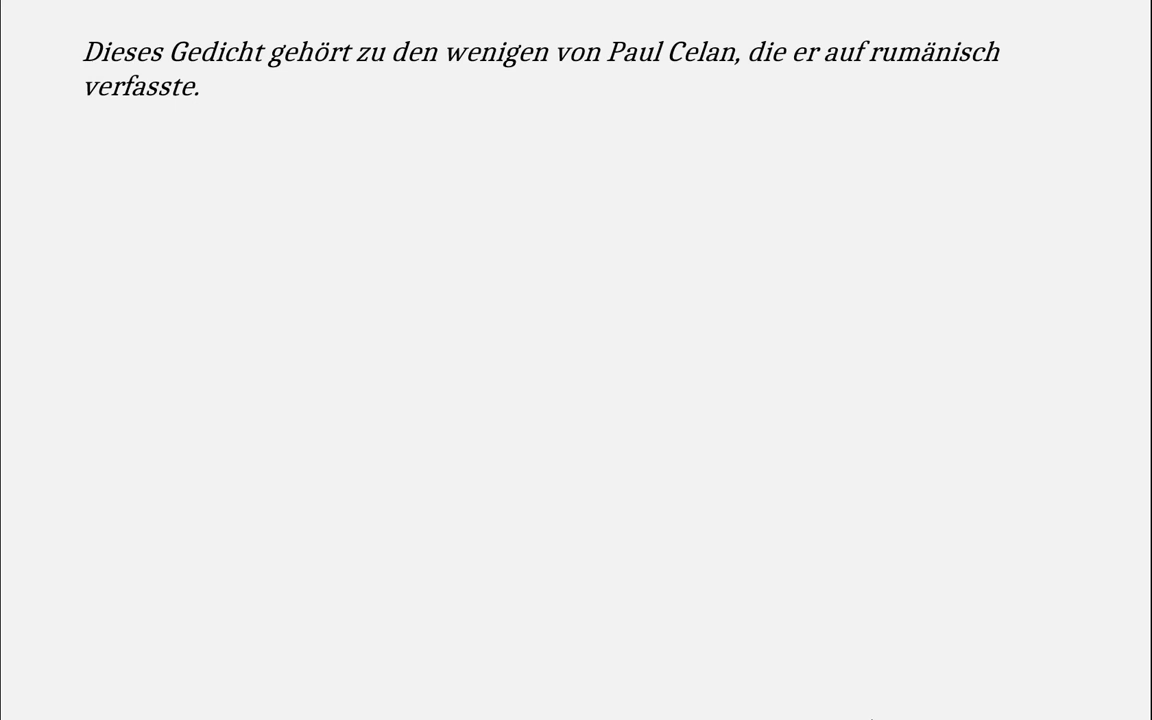 Dieses Gedicht gehört zu den wenigen von Paul Celan, die er auf rumänisch
verfasste.